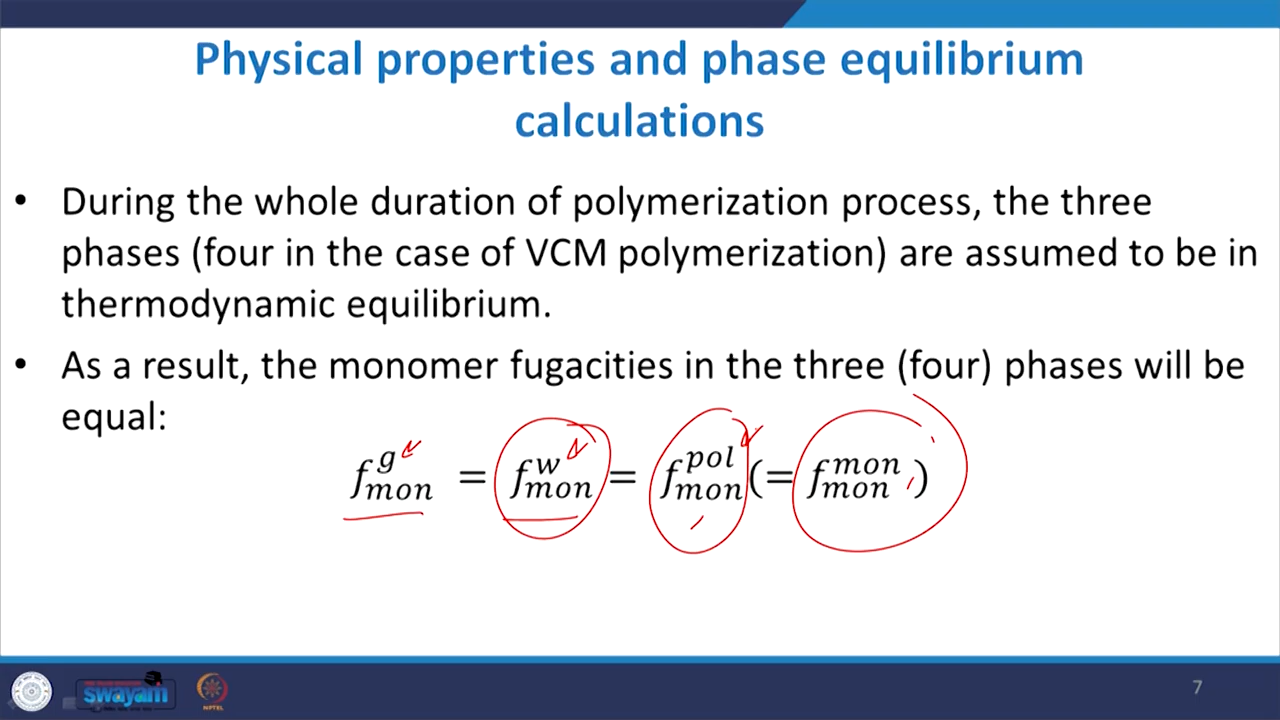 Physical properties and phase equilibrium
calculations
• During the whole duration of polymerization process, the three
phases (four in the case of VCM polymerization) are assumed to be in
thermodynamic equilibrium.
• As a result, the monomer fugacities in the three (four) phases will be
equal:
f^g_mon = f^w_mon = f^pol_mon (= f^mon_mon)
swayam
NPTEL
7